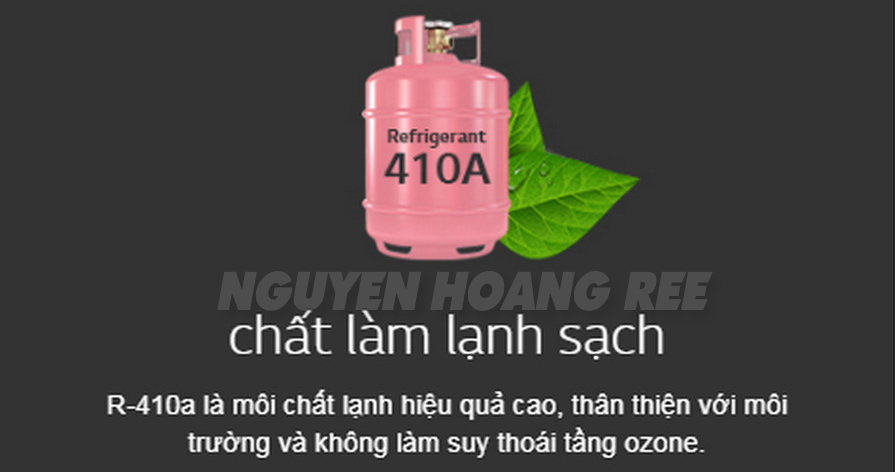 Refrigerant
410A
NGUYEN HOANG REE
chất làm lạnh sạch
R-410a là môi chất lạnh hiệu quả cao, thân thiện với môi
trường và không làm suy thoái tầng ozone.